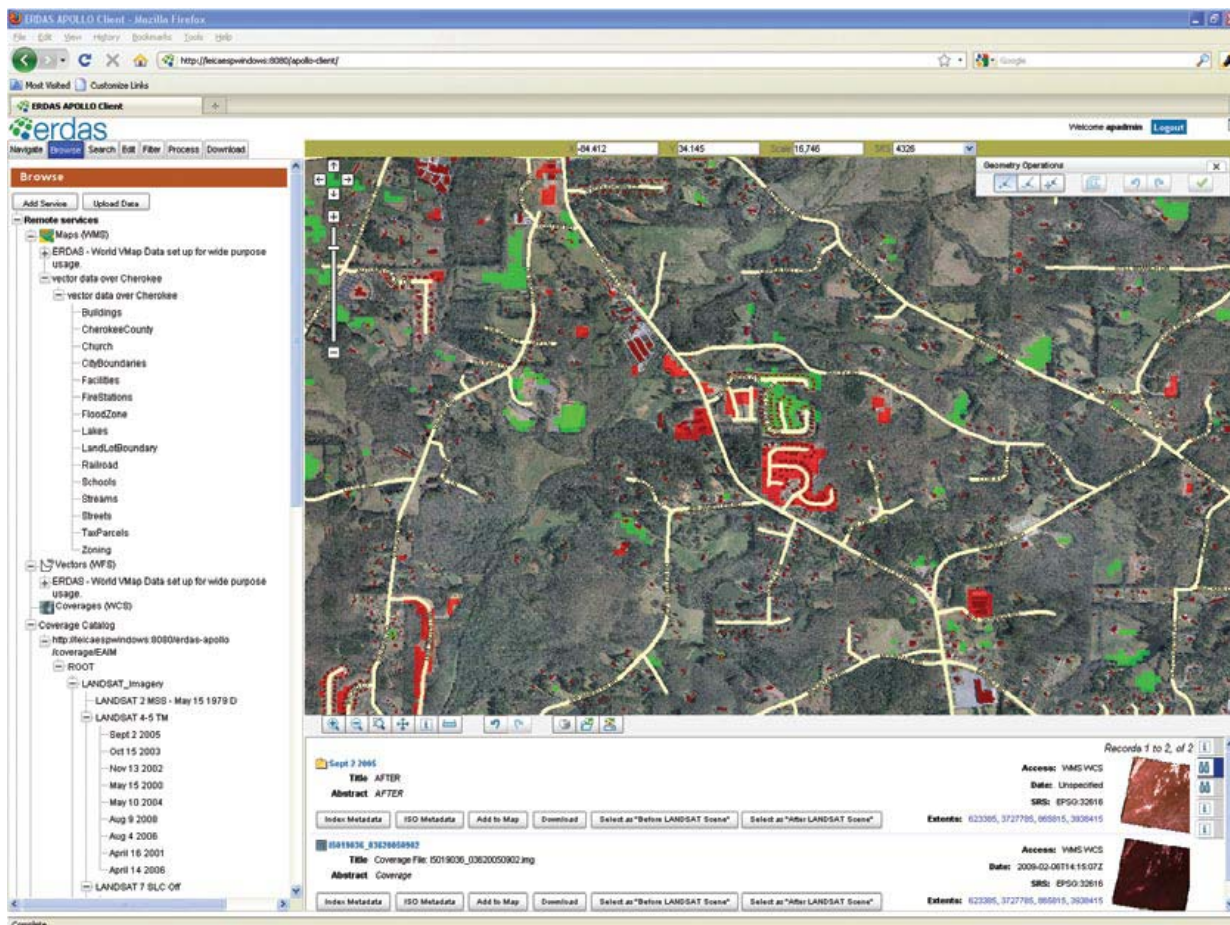 ERDAS APOLLO Client - Mozilla Firefox
File Edit View History Bookmarks Tools Help
http://leicaespwindows:8080/apollo-client/
Google
Most Visited Customize Links
ERDAS APOLLO Client
erdas
Welcome apadmin Logout
Navigate Browse Search Edit Filter Process Download
X -84.412 Y 34.145 Scale 16,746 SRS 4326
Geometry Operations
Browse
Add Service Upload Data
Remote services
Maps (WMS)
ERDAS - World VMap Data set up for wide purpose
usage.
vector data over Cherokee
vector data over Cherokee
Buildings
CherokeeCounty
Church
CityBoundaries
Facilities
FireStations
FloodZone
Lakes
LandLotBoundary
Railroad
Schools
Streams
Streets
TaxParcels
Zoning
Vectors (WFS)
ERDAS - World VMap Data set up for wide purpose
usage.
Coverages (WCS)
Coverage Catalog
http://leicaespwindows:8080/erdas-apollo
/coverage/EAIM
ROOT
LANDSAT_Imagery
LANDSAT 2 MSS - May 15 1979 D
LANDSAT 4-5 TM
Sept 2 2005
Oct 15 2003
Nov 13 2002
May 15 2000
May 10 2004
Aug 9 2008
Aug 4 2006
April 16 2001
April 14 2006
LANDSAT 7 SLC Off
Records 1 to 2, of 2
Sept 2 2005
Title AFTER
Abstract AFTER
Access: WMS WCS
Date: Unspecified
SRS: EPSG:32616
Index Metadata ISO Metadata Add to Map Download Select as "Before LANDSAT Scene" Select as "After LANDSAT Scene" Extents: 623385, 3727785, 865815, 3938415
I5019036_03620050902
Title Coverage File: I5019036_03620050902.img
Abstract Coverage
Access: WMS WCS
Date: 2009-02-06T14:15:07Z
SRS: EPSG:32616
Index Metadata ISO Metadata Add to Map Download Select as "Before LANDSAT Scene" Select as "After LANDSAT Scene" Extents: 623385, 3727785, 865815, 3938415
Complete